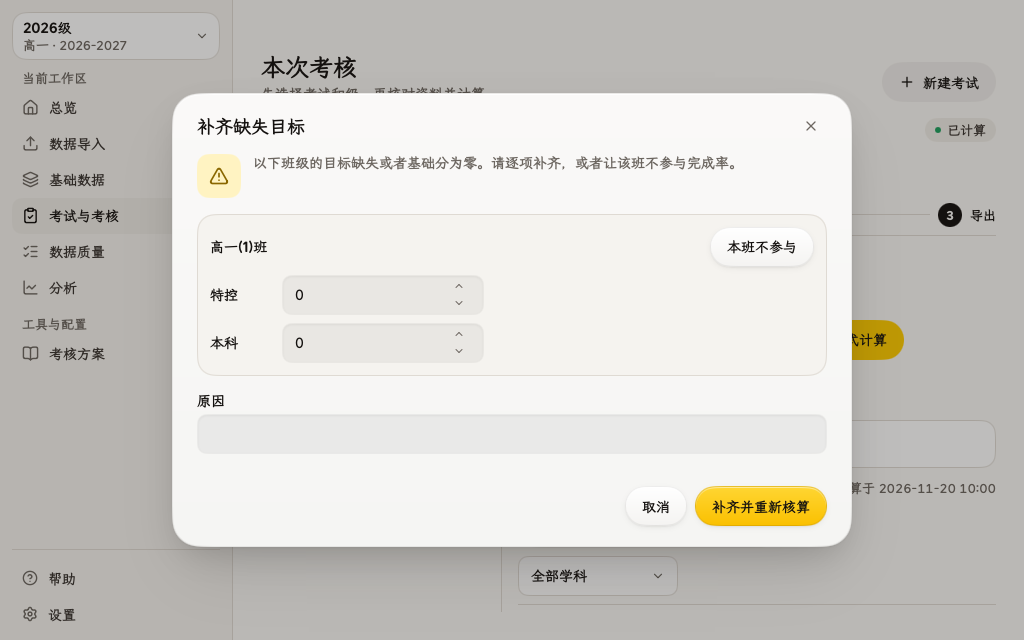 2026级
高一 · 2026-2027
当前工作区
总览
数据导入
基础数据
考试与考核
数据质量
分析
工具与配置
考核方案
帮助
设置
本次考核
新建考试
已计算
3 导出
补齐缺失目标
以下班级的目标缺失或者基础分为零。请逐项补齐，或者让该班不参与完成率。
高一(1)班
本班不参与
特控
0
本科
0
原因
取消
补齐并重新核算
计算
算于 2026-11-20 10:00
全部学科